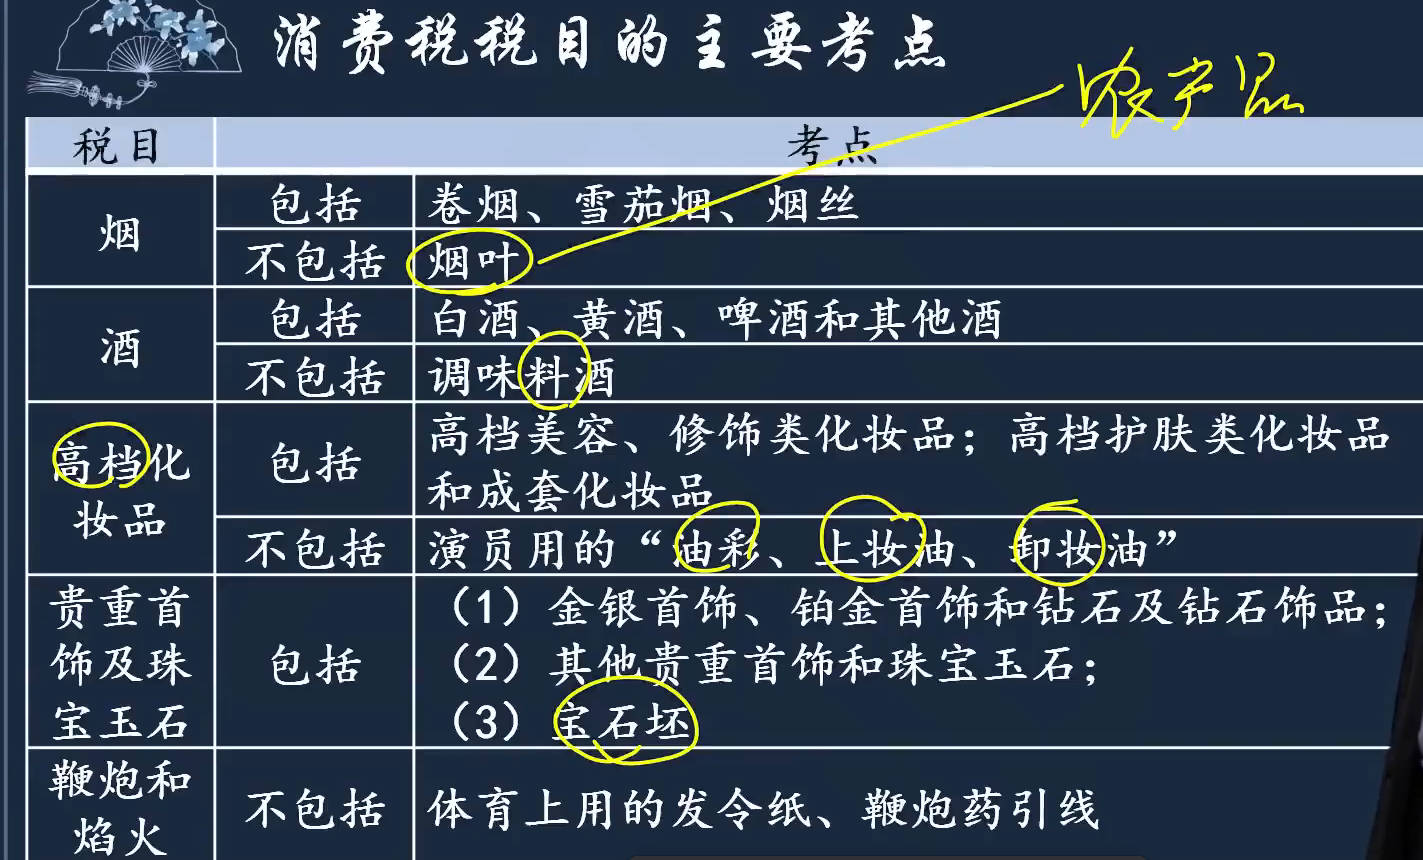 消费税税目的主要考点
农产品
税目 考点
烟 包括 卷烟、雪茄烟、烟丝
不包括 烟叶
酒 包括 白酒、黄酒、啤酒和其他酒
不包括 调味料酒
高档化
妆品
包括 高档美容、修饰类化妆品；高档护肤类化妆品
和成套化妆品
不包括 演员用的“油彩、上妆油、卸妆油”
贵重首
饰及珠
宝玉石
包括 （1）金银首饰、铂金首饰和钻石及钻石饰品；
（2）其他贵重首饰和珠宝玉石；
（3）宝石坯
鞭炮和
焰火
不包括 体育上用的发令纸、鞭炮药引线